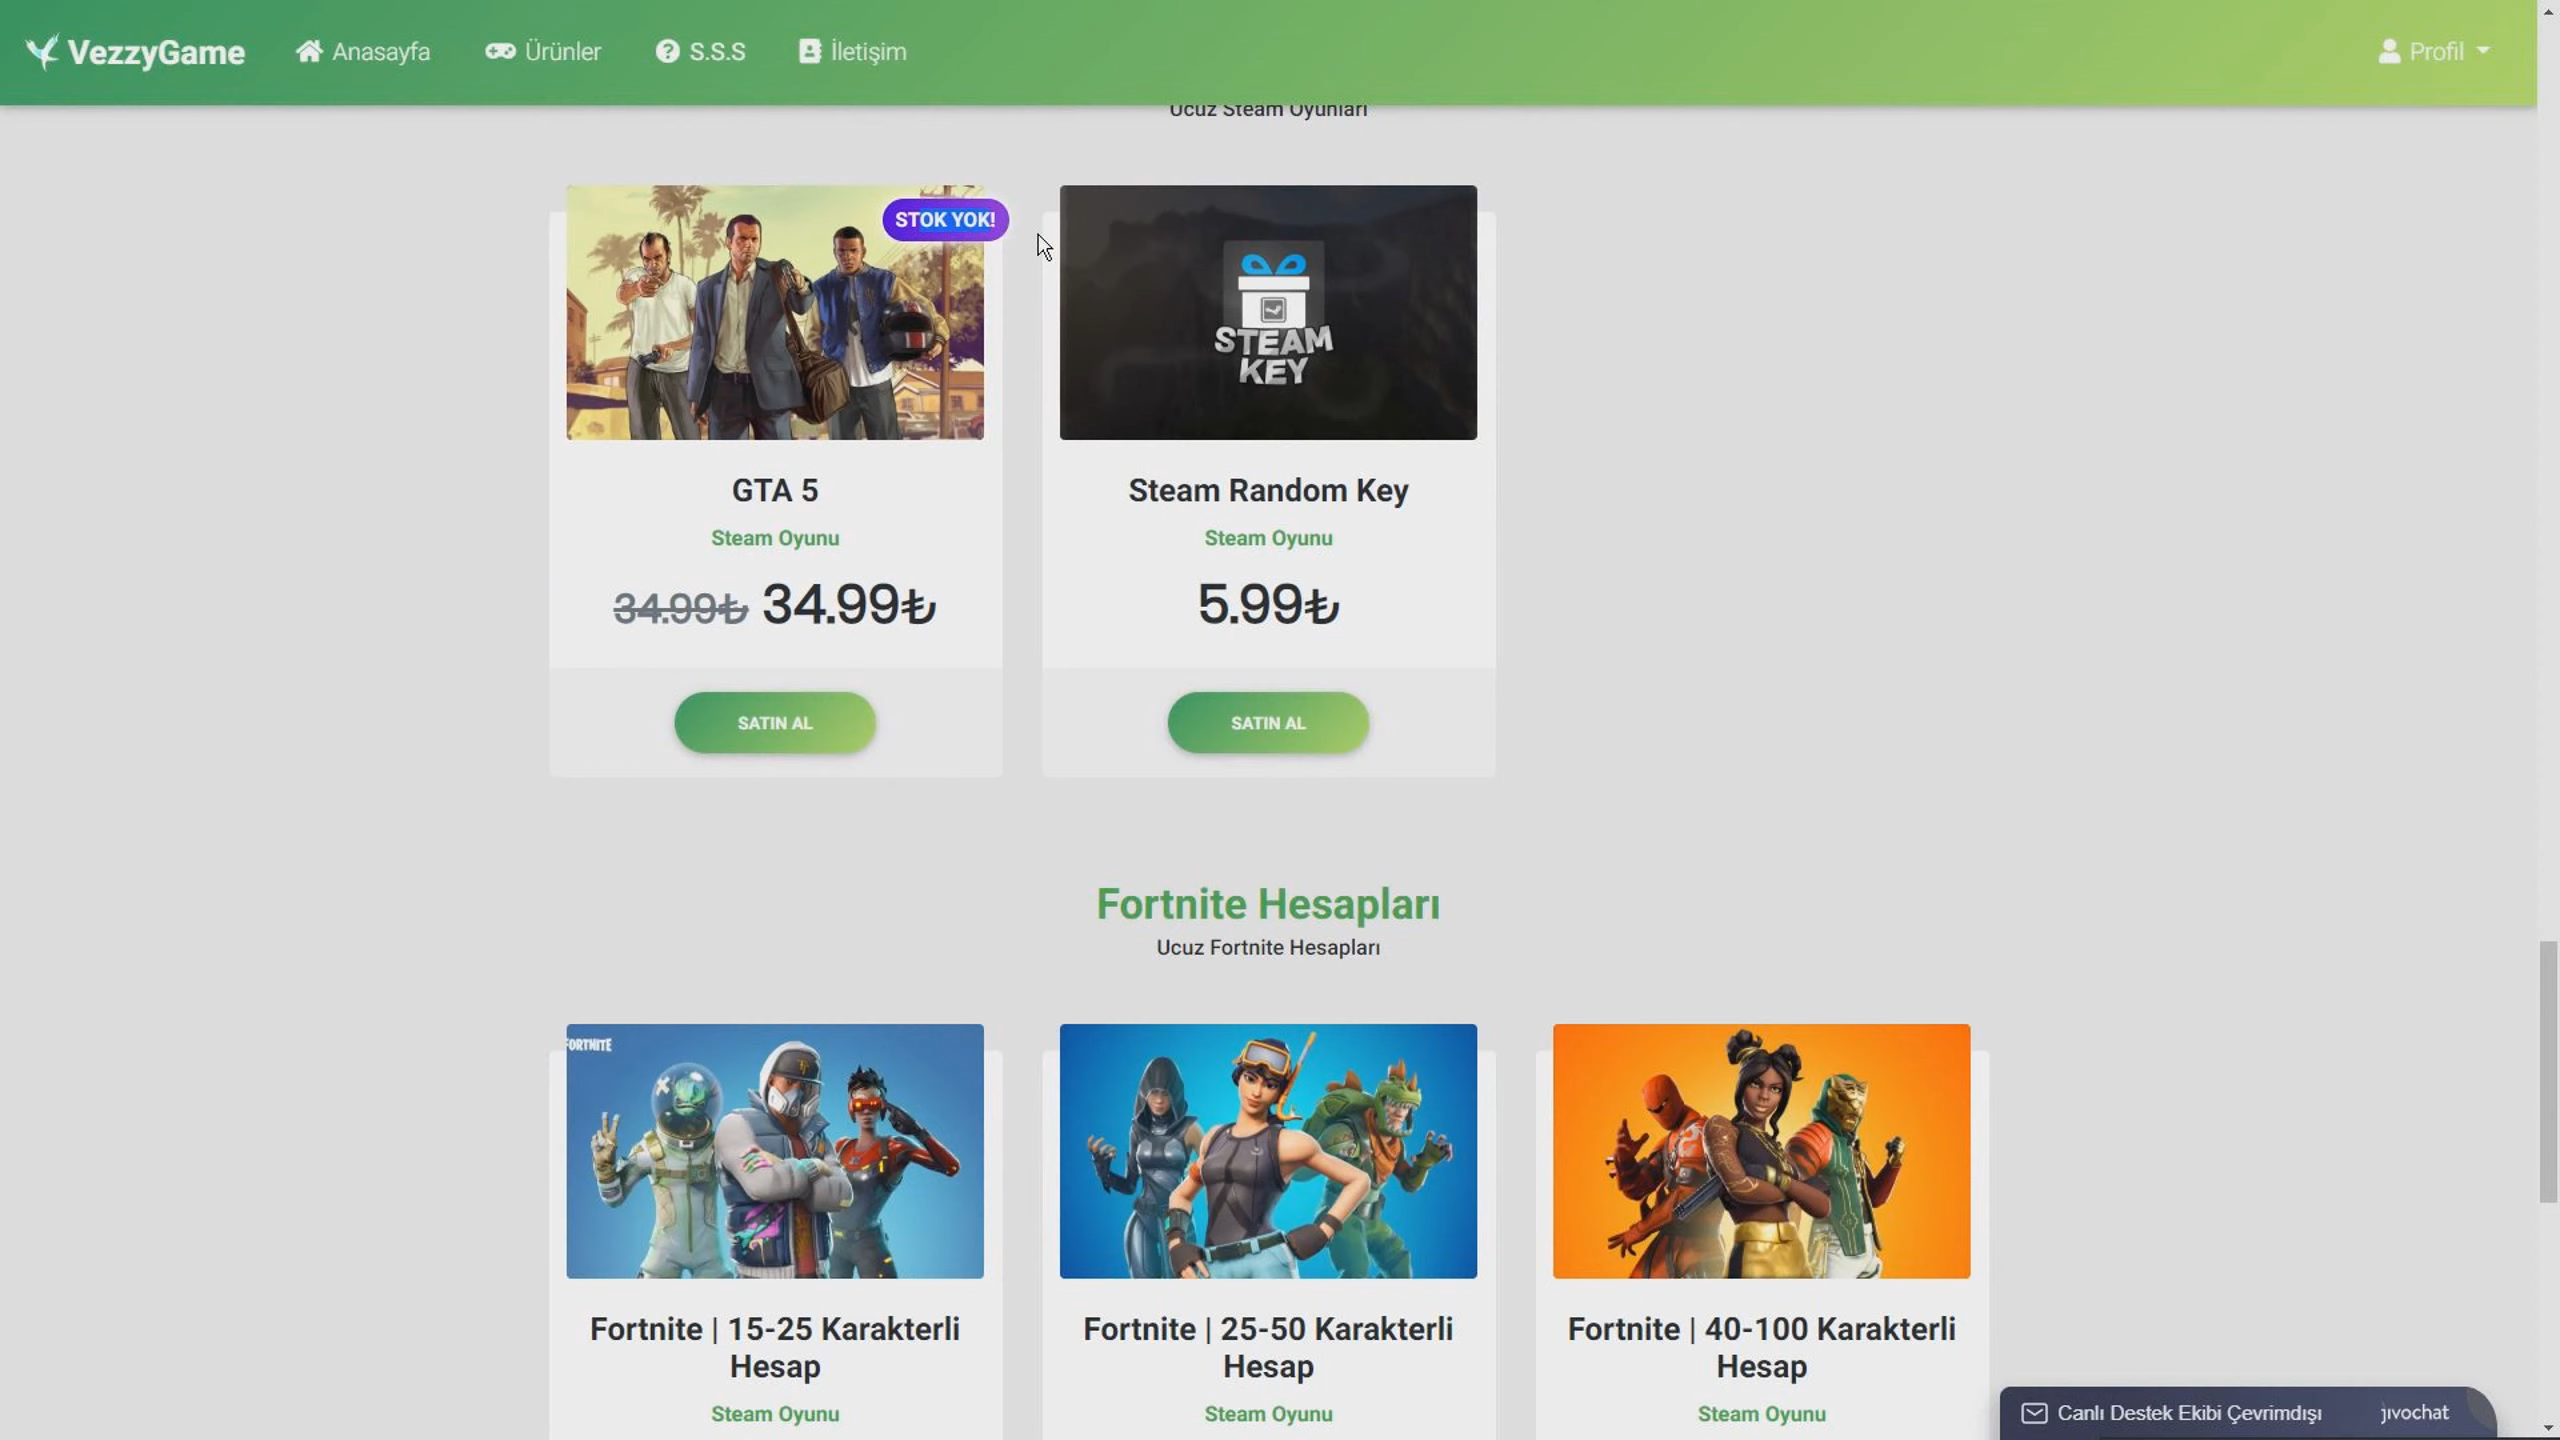 VezzyGame
Anasayfa
Ürünler
S.S.S
İletişim
Profil
Ucuz Steam Oyunları
STOK YOK!
STEAM
KEY
GTA 5
Steam Oyunu
34.99₺ 34.99₺
SATIN AL
Steam Random Key
Steam Oyunu
5.99₺
SATIN AL
Fortnite Hesapları
Ucuz Fortnite Hesapları
FORTNITE
Fortnite | 15-25 Karakterli
Hesap
Steam Oyunu
Fortnite | 25-50 Karakterli
Hesap
Steam Oyunu
Fortnite | 40-100 Karakterli
Hesap
Steam Oyunu
Canlı Destek Ekibi Çevrimdışı
jivochat